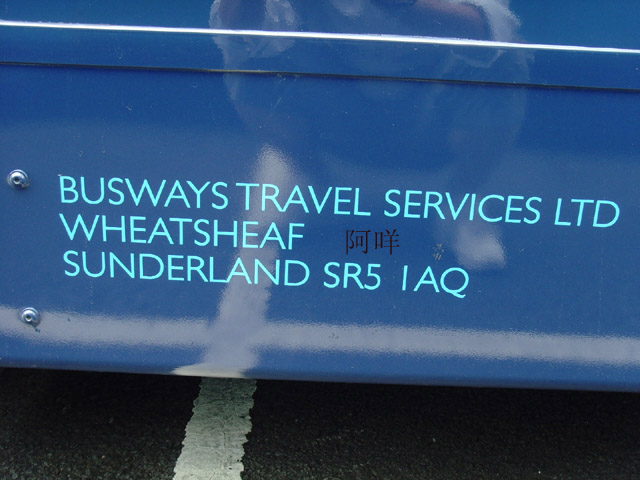 BUSWAYS TRAVEL SERVICES LTD
WHEATSHEAF 阿咩
SUNDERLAND SR5 1AQ